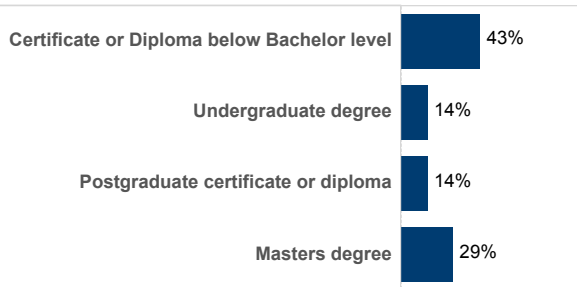 Certificate or Diploma below Bachelor level 43%
Undergraduate degree 14%
Postgraduate certificate or diploma 14%
Masters degree 29%